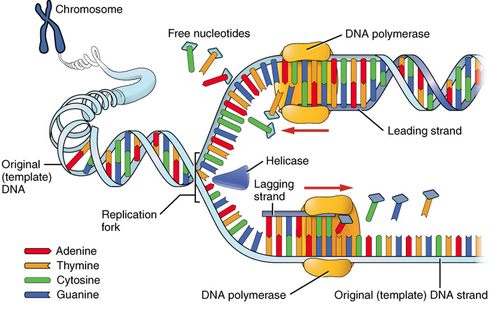 Chromosome
Free nucleotides
DNA polymerase
Leading strand
Helicase
Lagging
strand
Original
(template)
DNA
Replication
fork
Adenine
Thymine
Cytosine
Guanine
DNA polymerase
Original (template) DNA strand